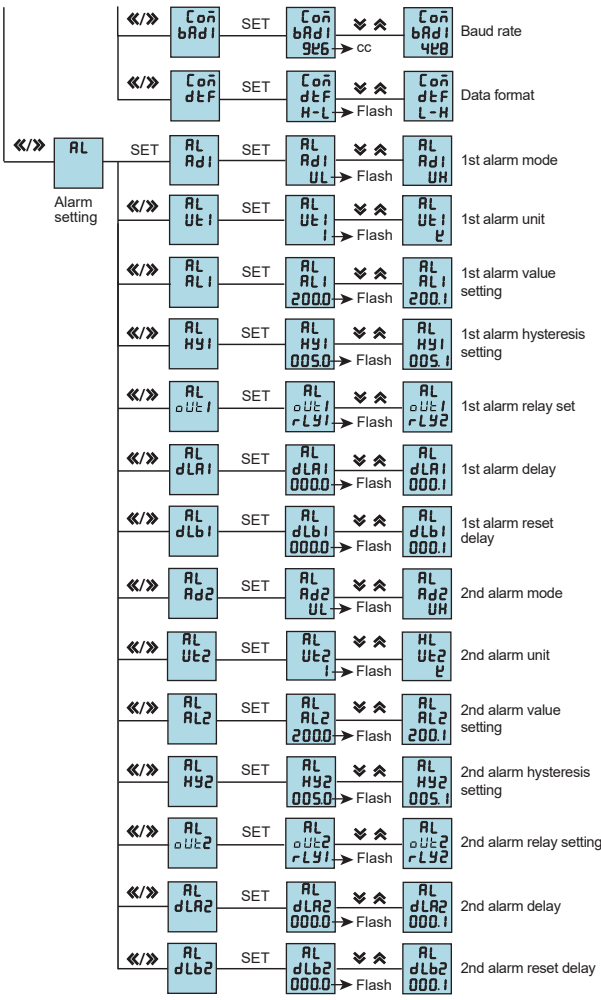 Con Con Con
«/» bAd1 SET bAd1 bAd1 Baud rate
9K6 cc 4K8
Con Con Con
«/» dtF SET dtF dtF Data format
H-L Flash L-H
«/» AL SET AL SET AL AL
Ad1 Ad1 Ad1 1st alarm mode
UL Flash UH
Alarm
setting
AL AL AL
«/» Ut1 SET Ut1 Ut1 1st alarm unit
1 Flash K
AL AL AL 1st alarm value
«/» AL1 SET AL1 AL1 setting
200.0 Flash 200.1
AL AL AL 1st alarm hysteresis
«/» HY1 SET HY1 HY1 setting
005.0 Flash 005.1
AL AL AL
«/» oUt1 SET oUt1 oUt1 1st alarm relay set
rLY1 Flash rLY2
AL AL AL
«/» dLA1 SET dLA1 dLA1 1st alarm delay
000.0 Flash 000.1
AL AL AL 1st alarm reset
«/» dLb1 SET dLb1 dLb1 delay
000.0 Flash 000.1
AL AL AL
«/» Ad2 SET Ad2 Ad2 2nd alarm mode
UL Flash UH
AL AL HL
«/» Ut2 SET Ut2 Ut2 2nd alarm unit
1 Flash K
AL AL AL 2nd alarm value
«/» AL2 SET AL2 AL2 setting
200.0 Flash 200.1
AL AL AL 2nd alarm hysteresis
«/» HY2 SET HY2 HY2 setting
005.0 Flash 005.1
AL AL AL
«/» oUt2 SET oUt2 oUt2 2nd alarm relay setting
rLY1 Flash rLY2
AL AL AL
«/» dLA2 SET dLA2 dLA2 2nd alarm delay
000.0 Flash 000.1
AL AL AL
«/» dLb2 SET dLb2 dLb2 2nd alarm reset delay
000.0 Flash 000.1